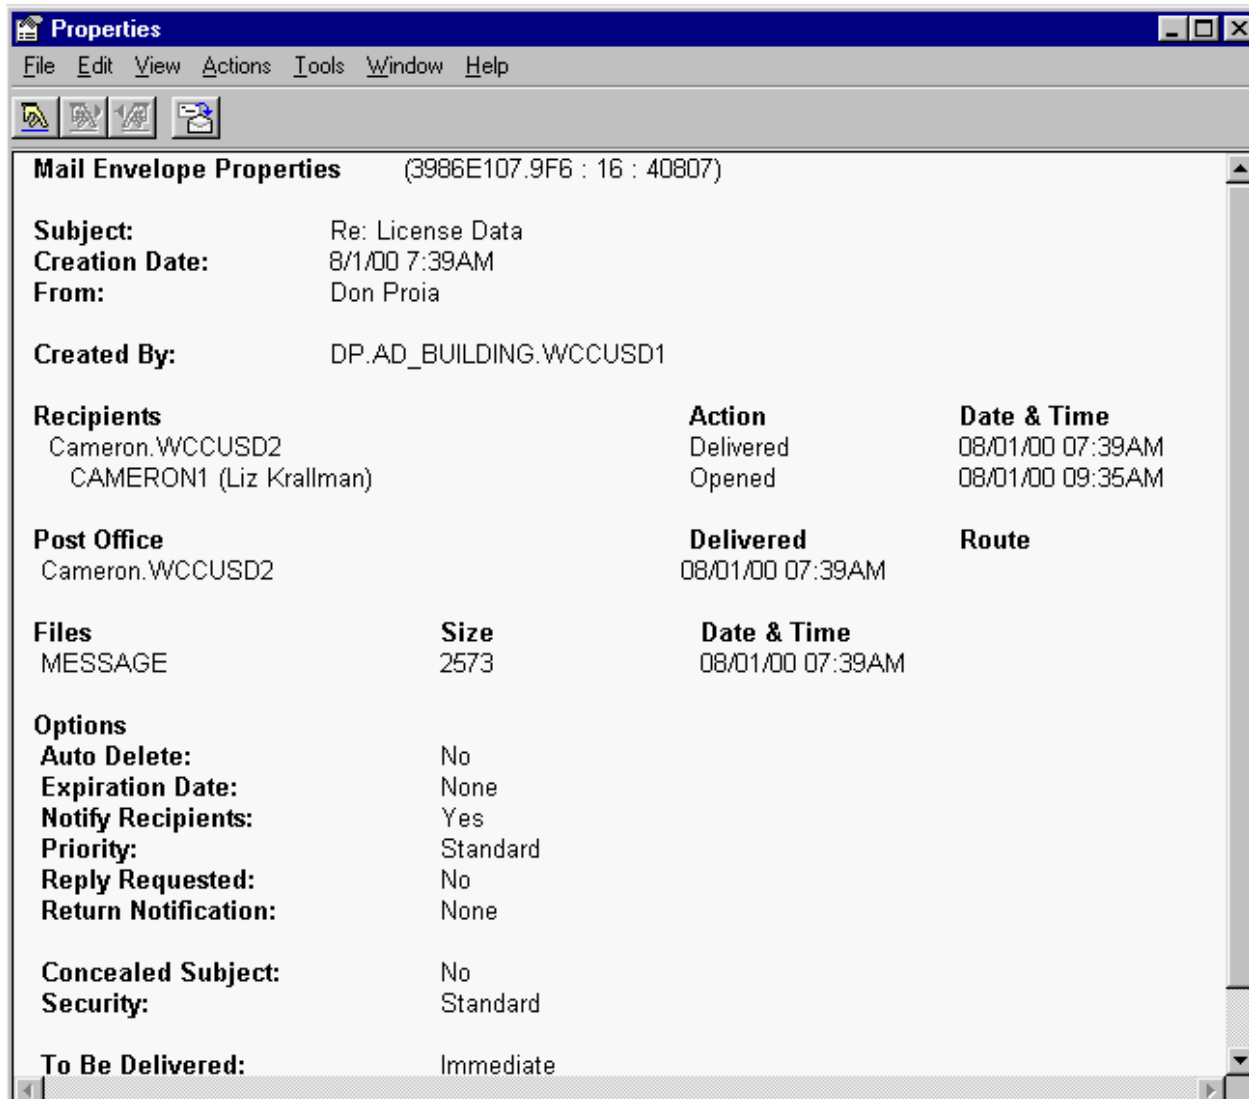 Properties
File Edit View Actions Tools Window Help
Mail Envelope Properties (3986E107.9F6 : 16 : 40807)
Subject: Re: License Data
Creation Date: 8/1/00 7:39AM
From: Don Proia
Created By: DP.AD_BUILDING.WCCUSD1
Recipients Action Date & Time
Cameron.WCCUSD2 Delivered 08/01/00 07:39AM
CAMERON1 (Liz Krallman) Opened 08/01/00 09:35AM
Post Office Delivered Route
Cameron.WCCUSD2 08/01/00 07:39AM
Files Size Date & Time
MESSAGE 2573 08/01/00 07:39AM
Options
Auto Delete: No
Expiration Date: None
Notify Recipients: Yes
Priority: Standard
Reply Requested: No
Return Notification: None
Concealed Subject: No
Security: Standard
To Be Delivered: Immediate